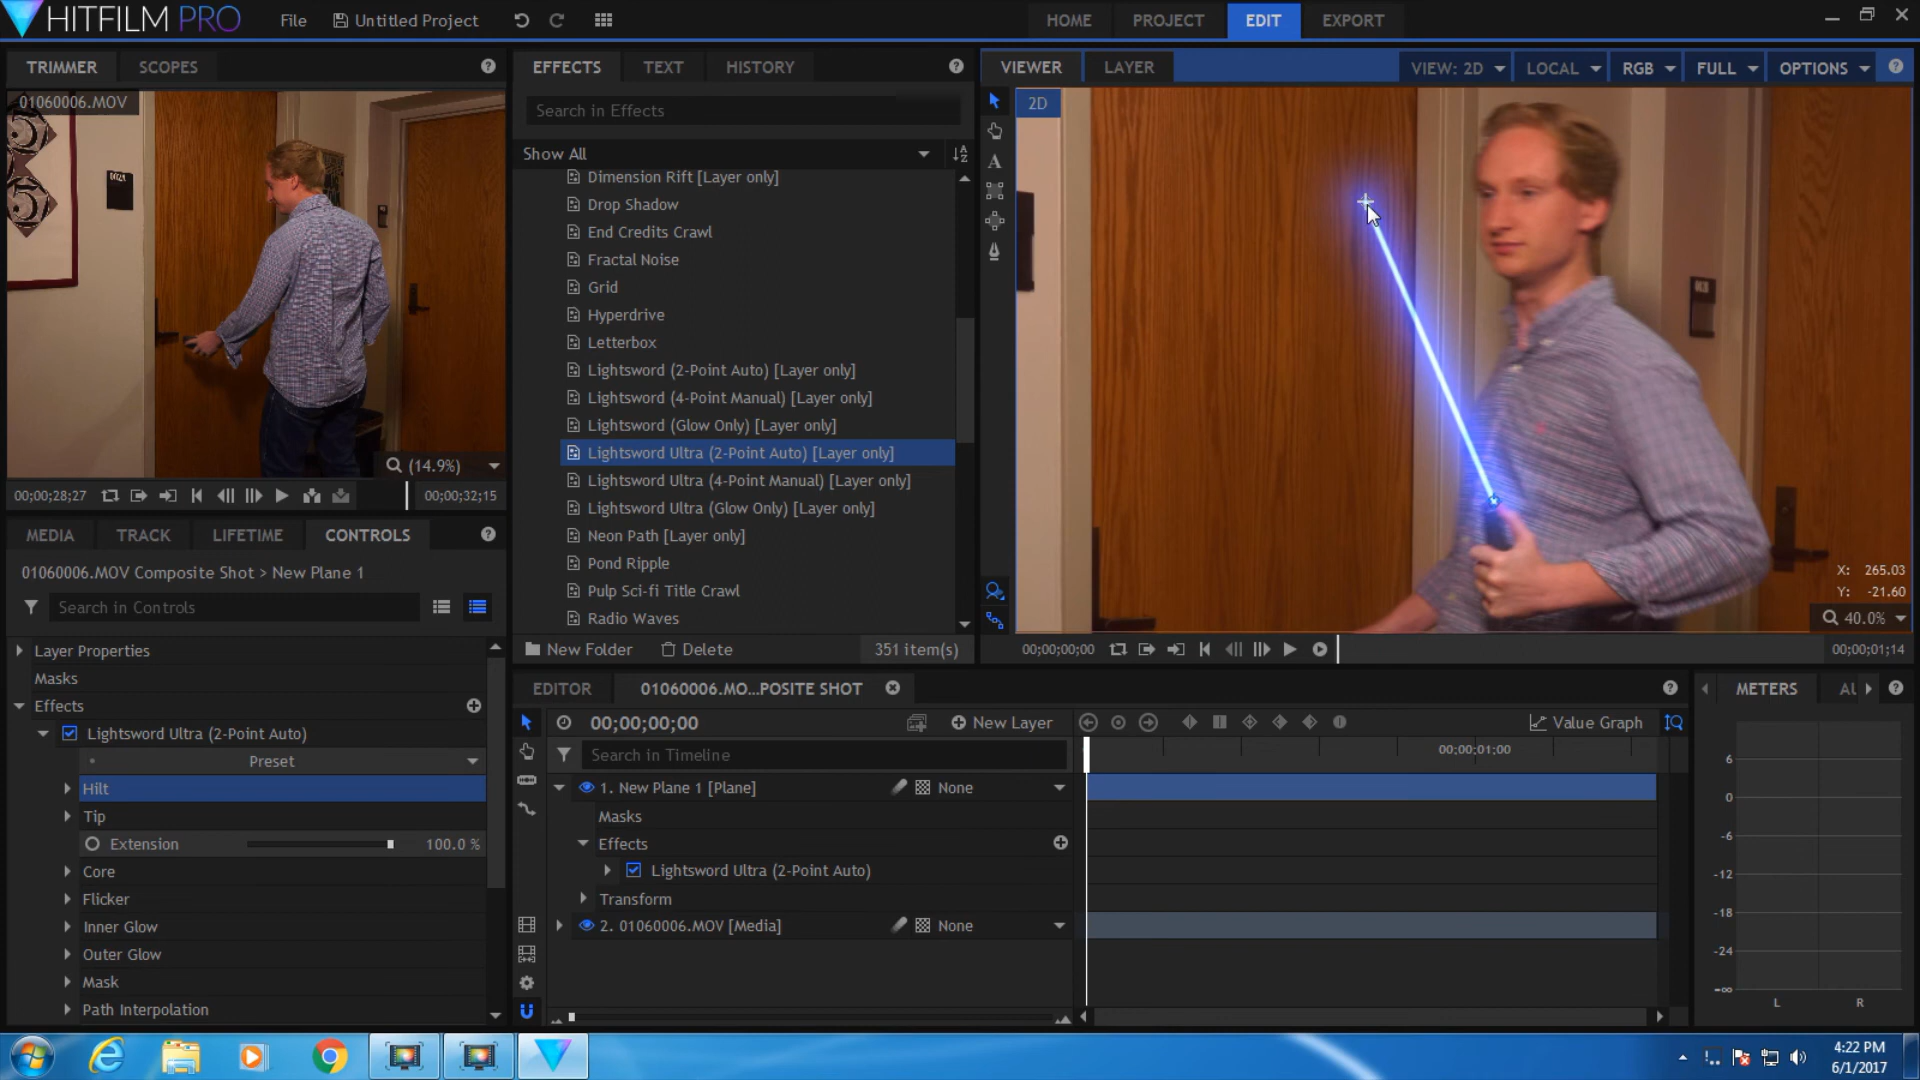 HITFILM PRO
File
Untitled Project
HOME
PROJECT
EDIT
EXPORT
TRIMMER
SCOPES
01060006.MOV
(14.9%)
00;00;28;27
00;00;32;15
EFFECTS
TEXT
HISTORY
Search in Effects
Show All
Dimension Rift [Layer only]
Drop Shadow
End Credits Crawl
Fractal Noise
Grid
Hyperdrive
Letterbox
Lightsword (2-Point Auto) [Layer only]
Lightsword (4-Point Manual) [Layer only]
Lightsword (Glow Only) [Layer only]
Lightsword Ultra (2-Point Auto) [Layer only]
Lightsword Ultra (4-Point Manual) [Layer only]
Lightsword Ultra (Glow Only) [Layer only]
Neon Path [Layer only]
Pond Ripple
Pulp Sci-fi Title Crawl
Radio Waves
New Folder
Delete
351 item(s)
VIEWER
LAYER
VIEW: 2D
LOCAL
RGB
FULL
OPTIONS
2D
X: 265.03
Y: -21.60
40.0%
00;00;00;00
00;00;01;14
MEDIA
TRACK
LIFETIME
CONTROLS
01060006.MOV Composite Shot > New Plane 1
Search in Controls
Layer Properties
Masks
Effects
Lightsword Ultra (2-Point Auto)
Preset
Hilt
Tip
Extension
100.0 %
Core
Flicker
Inner Glow
Outer Glow
Mask
Path Interpolation
EDITOR
01060006.MO...POSITE SHOT
00;00;00;00
New Layer
Value Graph
Search in Timeline
00;00;01;00
1. New Plane 1 [Plane]
None
Masks
Effects
Lightsword Ultra (2-Point Auto)
Transform
2. 01060006.MOV [Media]
None
METERS
6
0
-6
-12
-18
-24
-∞
L
R
4:22 PM
6/1/2017